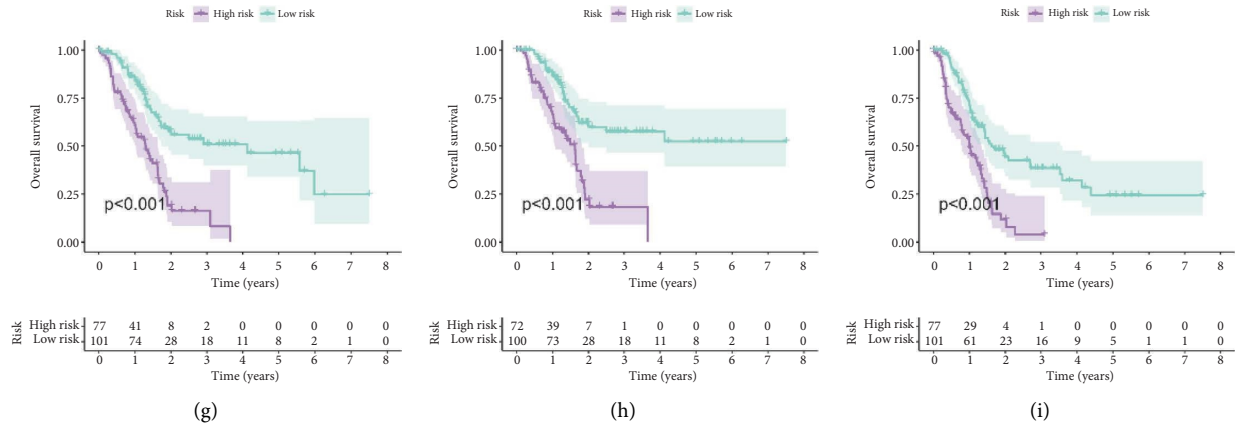 Risk High risk Low risk
1.00
0.75
0.50
0.25
0.00
Overall survival
p<0.001
0 1 2 3 4 5 6 7 8
Time (years)
Risk
High risk 77 41 8 2 0 0 0 0 0
Low risk 101 74 28 18 11 8 2 1 0
0 1 2 3 4 5 6 7 8
Time (years)
(g)
Risk High risk Low risk
1.00
0.75
0.50
0.25
0.00
Overall survival
p<0.001
0 1 2 3 4 5 6 7 8
Time (years)
Risk
High risk 72 39 7 1 0 0 0 0 0
Low risk 100 73 28 18 11 8 2 1 0
0 1 2 3 4 5 6 7 8
Time (years)
(h)
Risk High risk Low risk
1.00
0.75
0.50
0.25
0.00
Overall survival
p<0.001
0 1 2 3 4 5 6 7 8
Time (years)
Risk
High risk 77 29 4 1 0 0 0 0 0
Low risk 101 61 23 16 9 5 1 1 0
0 1 2 3 4 5 6 7 8
Time (years)
(i)